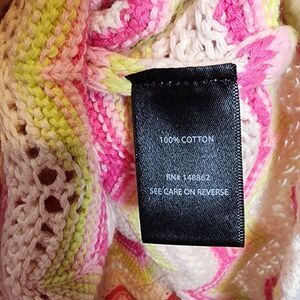 100% COTTON
RN# 148862
SEE CARE ON REVERSE